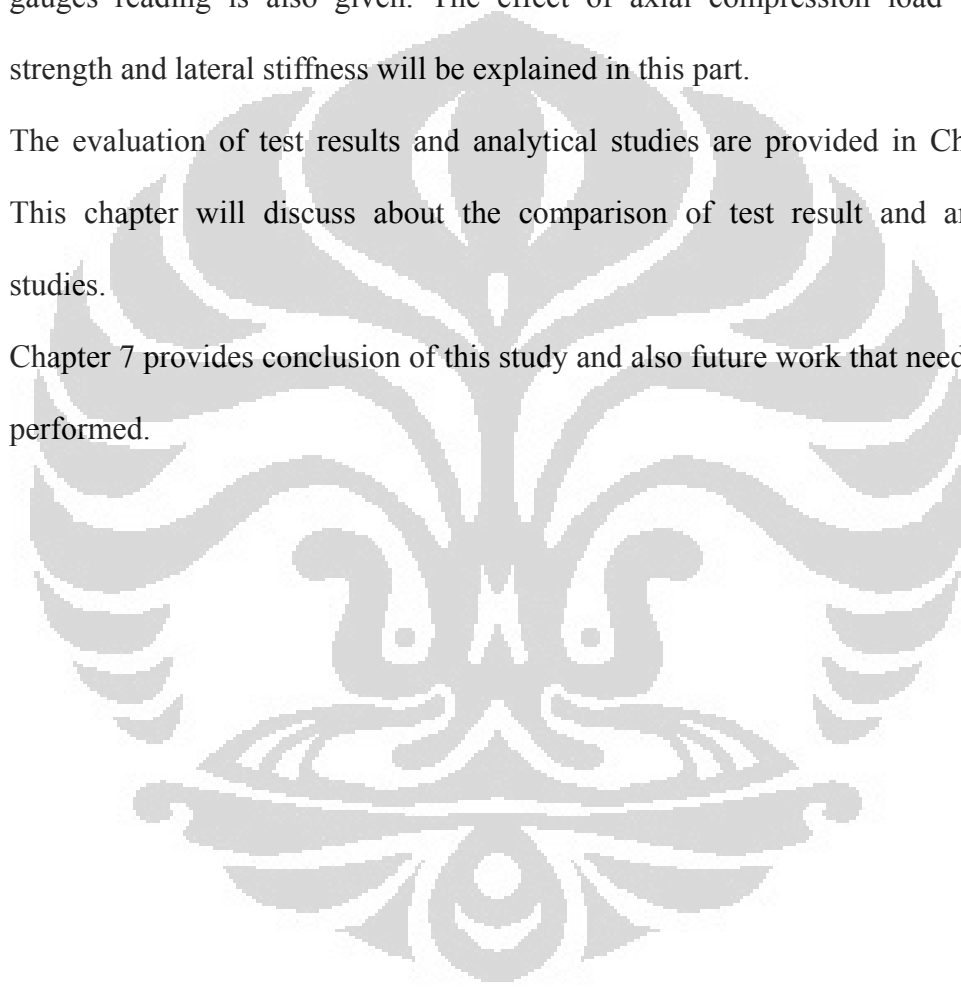 gauges reading is also given. The effect of axial compression load
strength and lateral stiffness will be explained in this part.
The evaluation of test results and analytical studies are provided in
This chapter will discuss about the comparison of test result and
studies.
Chapter 7 provides conclusion of this study and also future work that need
performed.